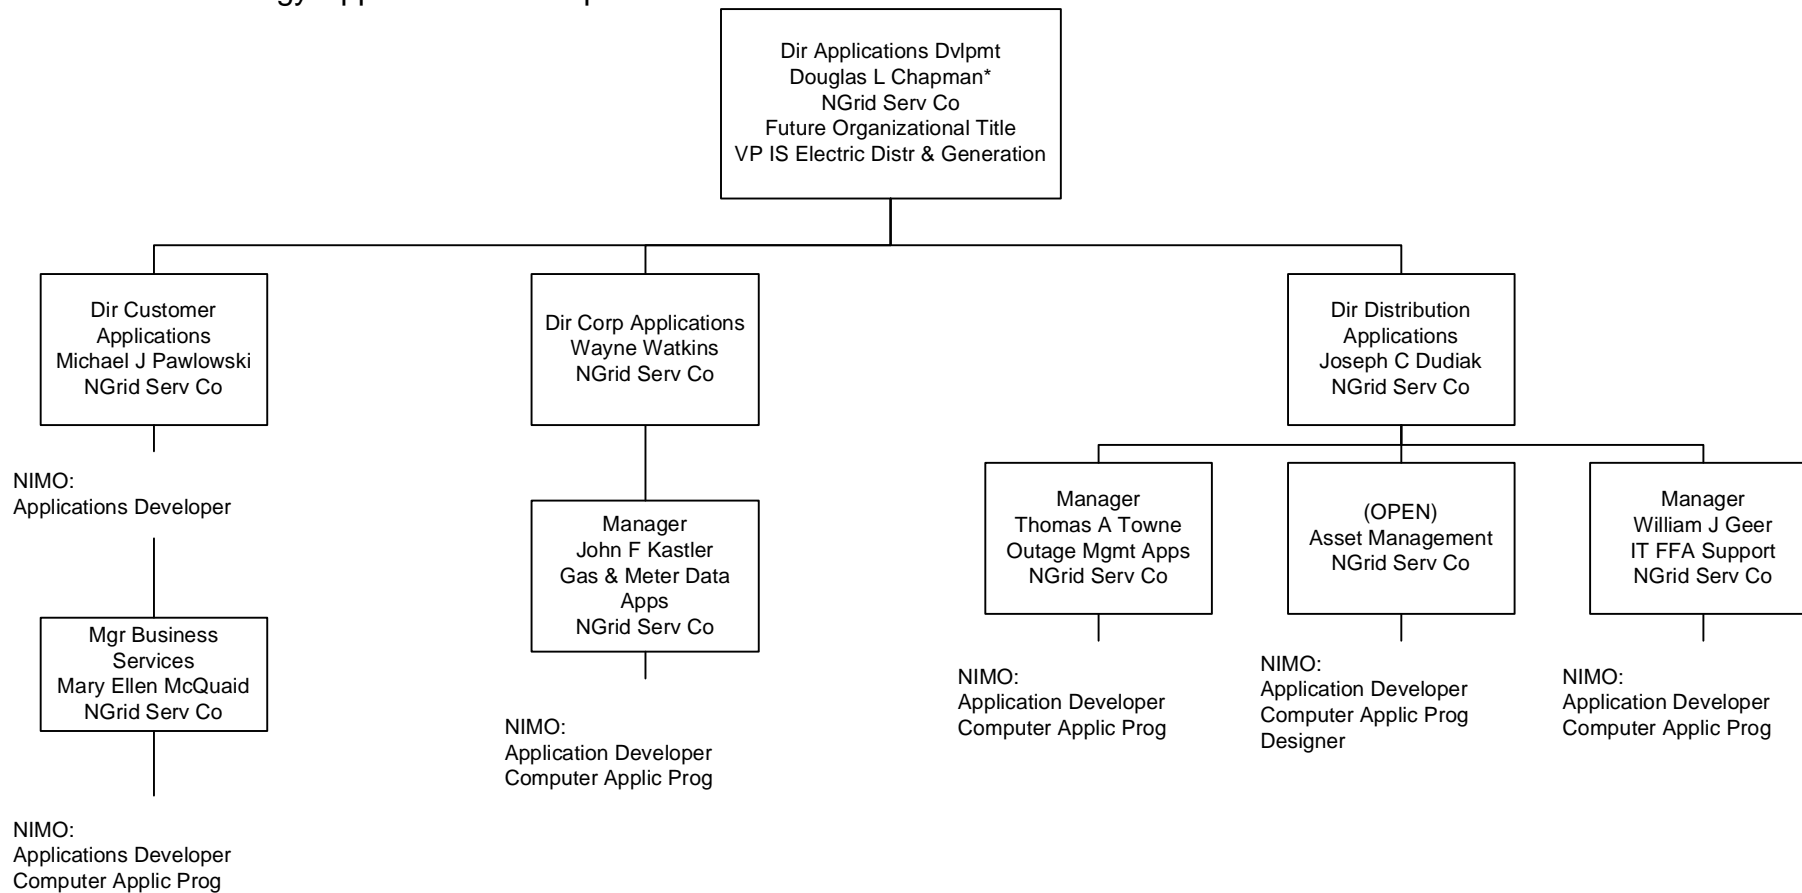 Dir Applications Dvlpmt
Douglas L Chapman*
NGrid Serv Co
Future Organizational Title
VP IS Electric Distr & Generation
Dir Customer
Applications
Michael J Pawlowski
NGrid Serv Co
Dir Corp Applications
Wayne Watkins
NGrid Serv Co
Dir Distribution
Applications
Joseph C Dudiak
NGrid Serv Co
NIMO:
Applications Developer
Manager
John F Kastler
Gas & Meter Data
Apps
NGrid Serv Co
Manager
Thomas A Towne
Outage Mgmt Apps
NGrid Serv Co
(OPEN)
Asset Management
NGrid Serv Co
Manager
William J Geer
IT FFA Support
NGrid Serv Co
Mgr Business
Services
Mary Ellen McQuaid
NGrid Serv Co
NIMO:
Application Developer
Computer Applic Prog
NIMO:
Application Developer
Computer Applic Prog
NIMO:
Application Developer
Computer Applic Prog
Designer
NIMO:
Application Developer
Computer Applic Prog
NIMO:
Applications Developer
Computer Applic Prog